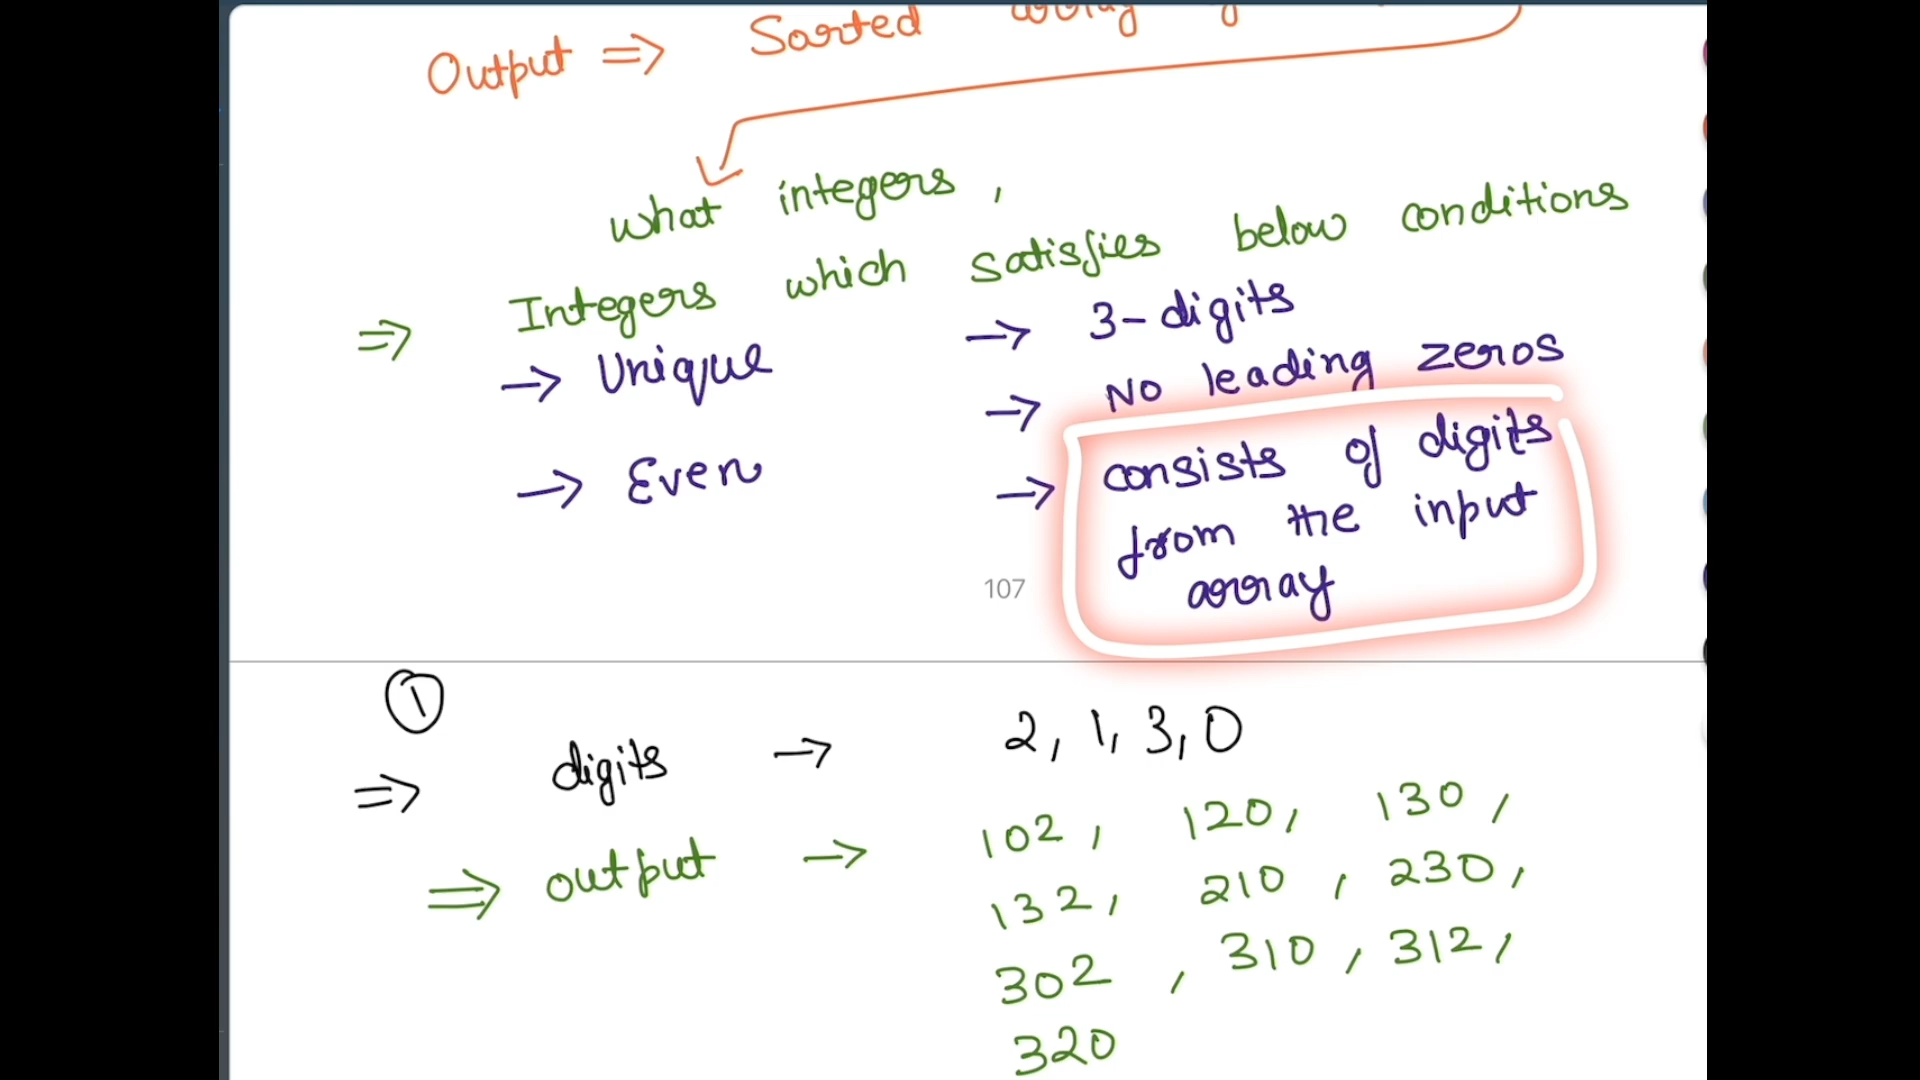 Output => Sorted array
what integers,
=> Integers which satisfies below conditions
-> Unique -> 3-digits
-> No leading zeros
-> Even -> consists of digits
from the input
array
107
1
=> digits -> 2, 1, 3, 0
=> output -> 102, 120, 130,
132, 210, 230,
302, 310, 312,
320